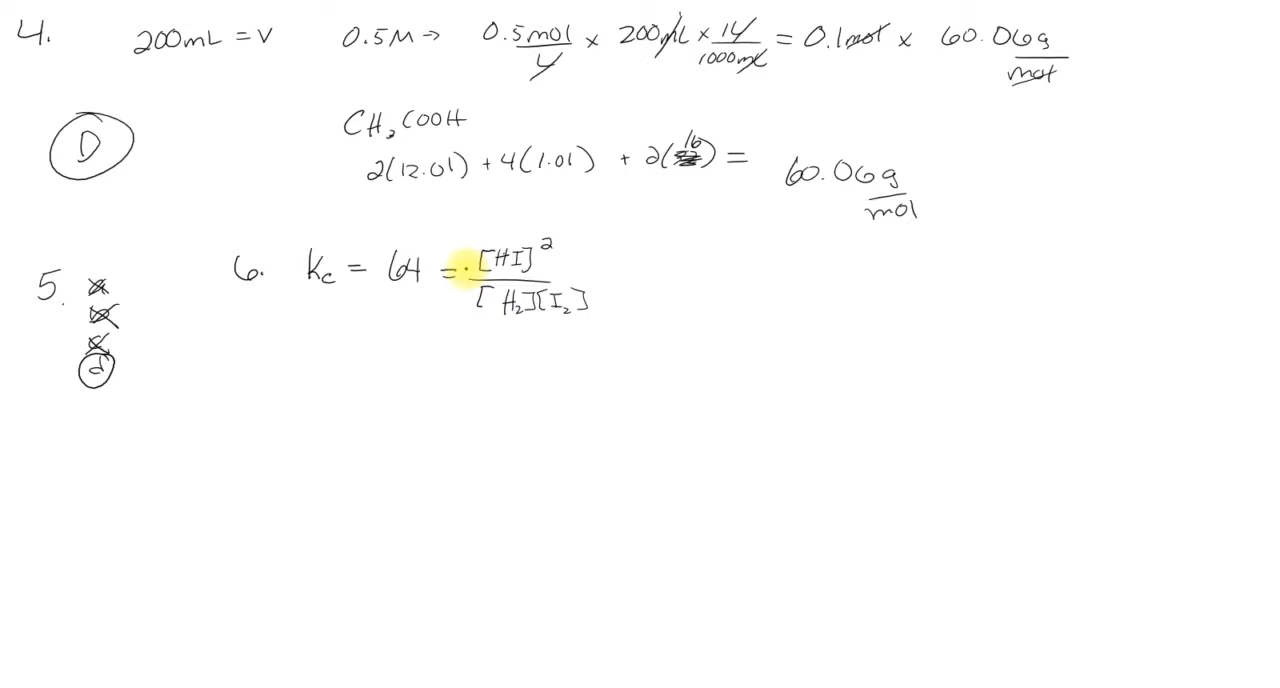 4. 200mL = V 0.5M → 0.5mol/L × 200mL × 1L/1000mL = 0.1mol × 60.06g/mol
D
CH3COOH
2(12.01) + 4(1.01) + 2(16) = 60.06g/mol
5. a
b
c
d
6. Kc = 64 = [HI]²/[H₂][I₂]